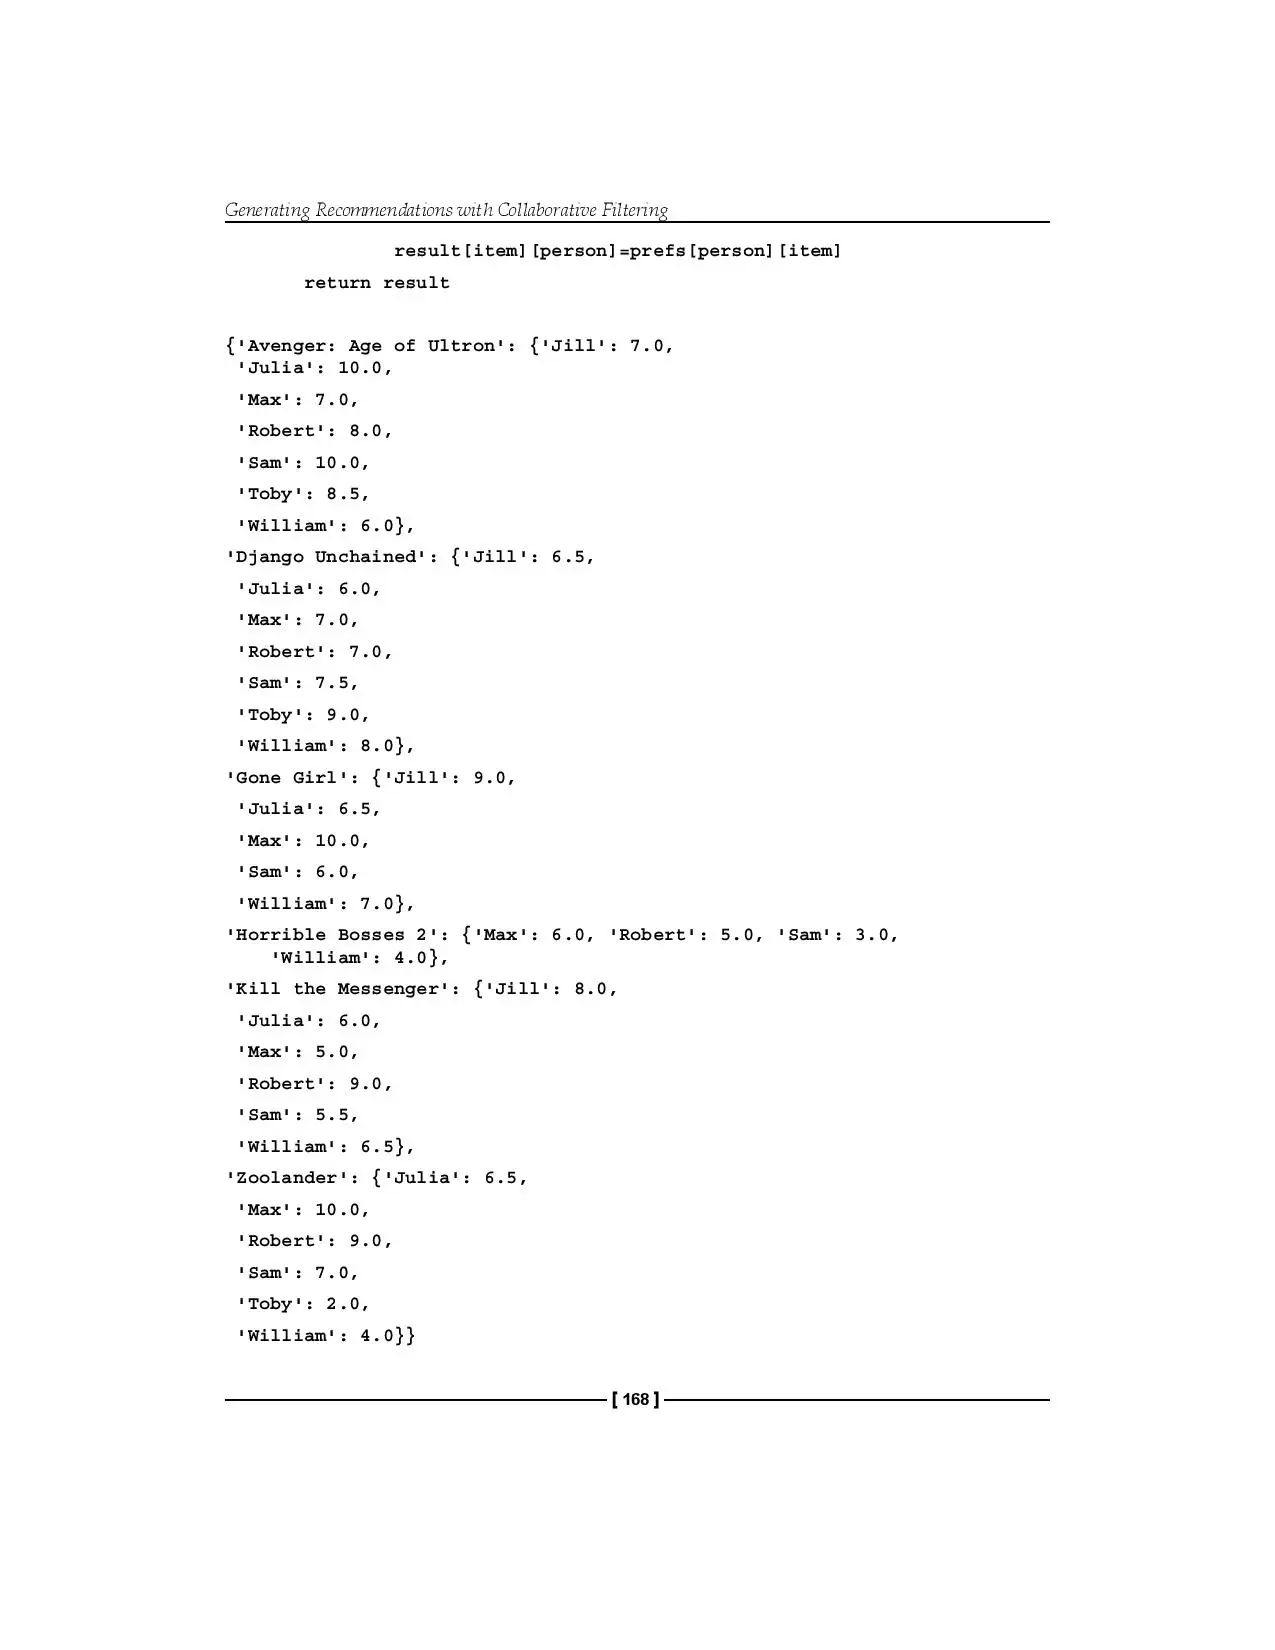 Generating Recommendations with Collaborative Filtering
result[item][person]=prefs[person][item]
return result
{'Avenger: Age of Ultron': {'Jill': 7.0,
'Julia': 10.0,
'Max': 7.0,
'Robert': 8.0,
'Sam': 10.0,
'Toby': 8.5,
'William': 6.0},
'Django Unchained': {'Jill': 6.5,
'Julia': 6.0,
'Max': 7.0,
'Robert': 7.0,
'Sam': 7.5,
'Toby': 9.0,
'William': 8.0},
'Gone Girl': {'Jill': 9.0,
'Julia': 6.5,
'Max': 10.0,
'Sam': 6.0,
'William': 7.0},
'Horrible Bosses 2': {'Max': 6.0, 'Robert': 5.0, 'Sam': 3.0,
'William': 4.0},
'Kill the Messenger': {'Jill': 8.0,
'Julia': 6.0,
'Max': 5.0,
'Robert': 9.0,
'Sam': 5.5,
'William': 6.5},
'Zoolander': {'Julia': 6.5,
'Max': 10.0,
'Robert': 9.0,
'Sam': 7.0,
'Toby': 2.0,
'William': 4.0}}
[ 168 ]